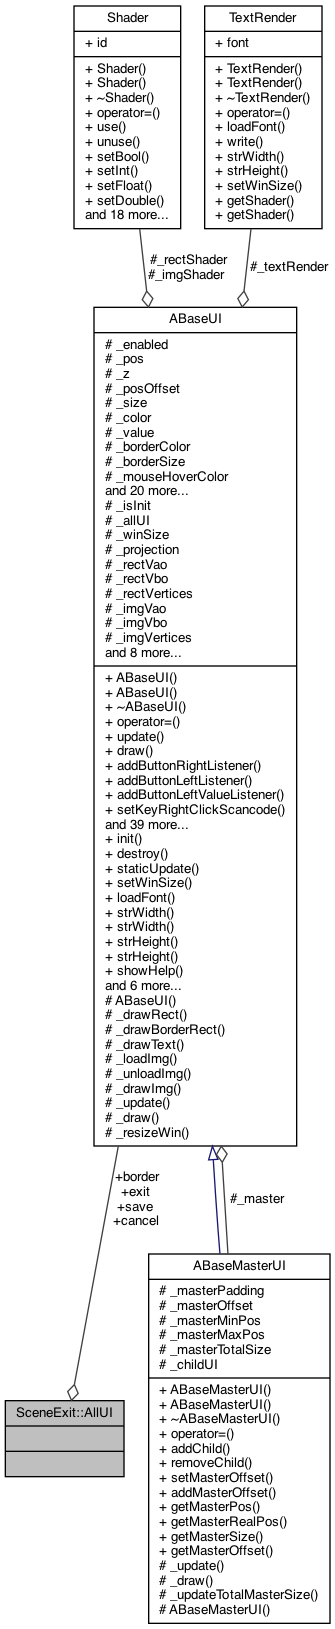 Shader
+ id
+ Shader()
+ Shader()
+ ~Shader()
+ operator=()
+ use()
+ unuse()
+ setBool()
+ setInt()
+ setFloat()
+ setDouble()
and 18 more...
TextRender
+ font
+ TextRender()
+ TextRender()
+ ~TextRender()
+ operator=()
+ loadFont()
+ write()
+ strWidth()
+ strHeight()
+ setWinSize()
+ getShader()
+ getShader()
#_rectShader
#_imgShader
#_textRender
ABaseUI
# _enabled
# _pos
# _z
# _posOffset
# _size
# _color
# _value
# _borderColor
# _borderSize
# _mouseHoverColor
and 20 more...
# _isInit
# _allUI
# _winSize
# _projection
# _rectVao
# _rectVbo
# _rectVertices
# _imgVao
# _imgVbo
# _imgVertices
and 8 more...
+ ABaseUI()
+ ABaseUI()
+ ~ABaseUI()
+ operator=()
+ update()
+ draw()
+ addButtonRightListener()
+ addButtonLeftListener()
+ addButtonLeftValueListener()
+ setKeyRightClickScancode()
and 39 more...
+ init()
+ destroy()
+ staticUpdate()
+ setWinSize()
+ loadFont()
+ strWidth()
+ strWidth()
+ strHeight()
+ strHeight()
+ showHelp()
and 6 more...
# ABaseUI()
# _drawRect()
# _drawBorderRect()
# _drawText()
# _loadImg()
# _unloadImg()
# _drawImg()
# _update()
# _draw()
# _resizeWin()
+border
+exit
+save
+cancel
#_master
SceneExit::AllUI
ABaseMasterUI
# _masterPadding
# _masterOffset
# _masterMinPos
# _masterMaxPos
# _masterTotalSize
# _childUI
+ ABaseMasterUI()
+ ABaseMasterUI()
+ ~ABaseMasterUI()
+ operator=()
+ addChild()
+ removeChild()
+ setMasterOffset()
+ addMasterOffset()
+ getMasterPos()
+ getMasterRealPos()
+ getMasterSize()
+ getMasterOffset()
# _update()
# _draw()
# _updateTotalMasterSize()
# ABaseMasterUI()